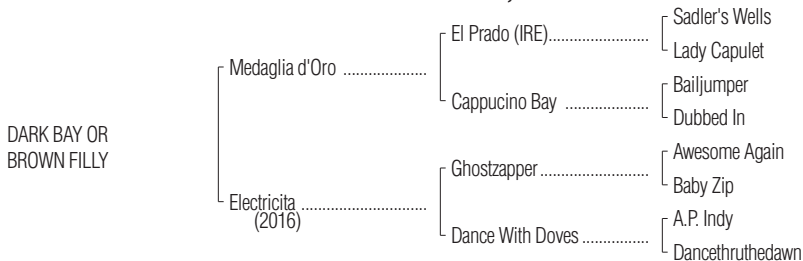 Sadler's Wells
El Prado (IRE)......................
Lady Capulet
Medaglia d'Oro ....................
Bailjumper
Cappucino Bay ....................
Dubbed In
DARK BAY OR
BROWN FILLY
Awesome Again
Ghostzapper..........................
Baby Zip
Electricita ..............................
(2016)
A.P. Indy
Dance With Doves ................
Dancethruthedawn